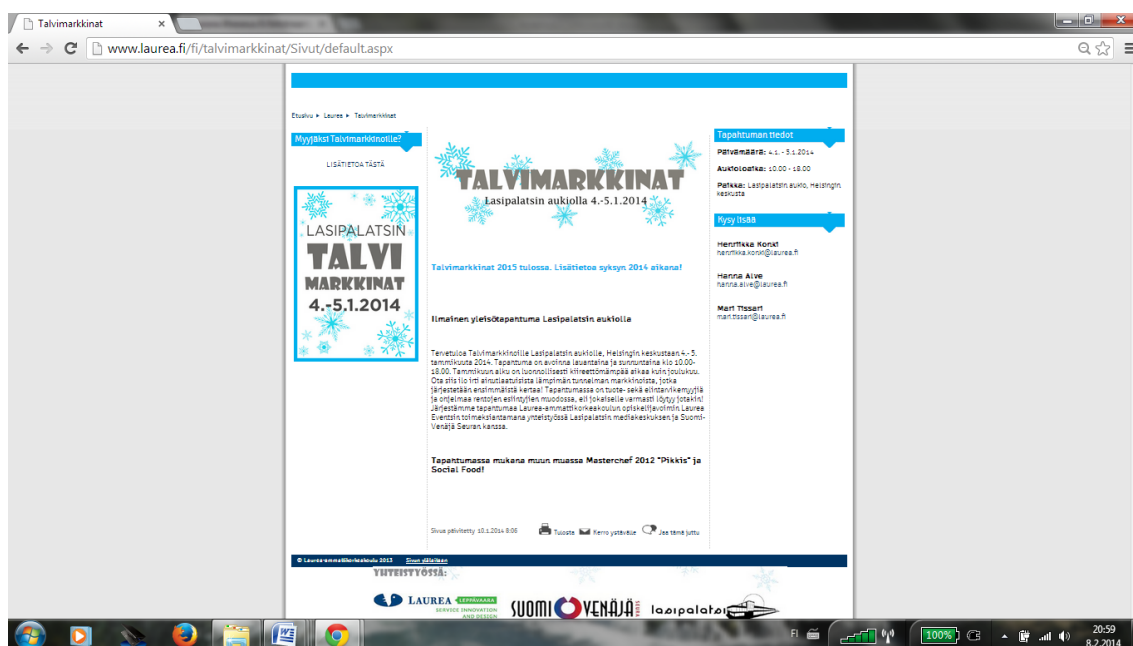 Talvimarkkinat
www.laurea.fi/fi/talvimarkkinat/Sivut/default.aspx
Etusivu ▸ Laurea ▸ Talvimarkkinat
Myyjäksi Talvimarkkinoille?
LISÄTIETOA TÄSTÄ
LASIPALATSIN
TALVI
MARKKINAT
4.-5.1.2014
TALVIMARKKINAT
Lasipalatsin aukiolla 4.-5.1.2014
Talvimarkkinat 2015 tulossa. Lisätietoa syksyn 2014 aikana!
Ilmainen yleisötapahtuma Lasipalatsin aukiolla
Tervetuloa Talvimarkkinoille Lasipalatsin aukiolle, Helsingin keskustaan 4.- 5.
tammikuuta 2014. Tapahtuma on avoinna lauantaina ja sunnuntaina klo 10.00-
18.00. Tammikuun alku on luonnollisesti kiireettömämpää aikaa kuin joulukuu.
Ota siis ilo irti ainutlaatuisista lämpimän tunnelman markkinoista, jotka
järjestetään ensimmäistä kertaa! Tapahtumassa on tuote- sekä elintarvikemyyjiä
ja ohjelmaa rentojen esiintyjien muodossa, eli jokaiselle varmasti löytyy jotakin!
Järjestämme tapahtumaa Laurea-ammattikorkeakoulun opiskelijavoimin Laurea
Eventsin toimeksiantamana yhteistyössä Lasipalatsin mediakeskuksen ja Suomi-
Venäjä Seuran kanssa.
Tapahtumassa mukana muun muassa Masterchef 2012 "Pikkis" ja
Social Food!
Sivua päivitetty 10.1.2014 8:06
Tulosta
Kerro ystävälle
Jaa tämä juttu
Tapahtuman tiedot
Päivämäärä: 4.1. - 5.1.2014
Aukioloaika: 10.00 - 18.00
Paikka: Lasipalatsin aukio, Helsingin
keskusta
Kysy lisää
Henriikka Konki
henriikka.konki@laurea.fi
Hanna Alve
hanna.alve@laurea.fi
Mari Tissari
mari.tissari@laurea.fi
© Laurea-ammattikorkeakoulu 2013 Sivun ylälaitaan
YHTEISTYÖSSÄ:
LAUREA LEPPÄVAARA
SERVICE INNOVATION
AND DESIGN
SUOMI VENÄJÄ SEURA
lasipalatsi
FI
100%
20:59
8.2.2014